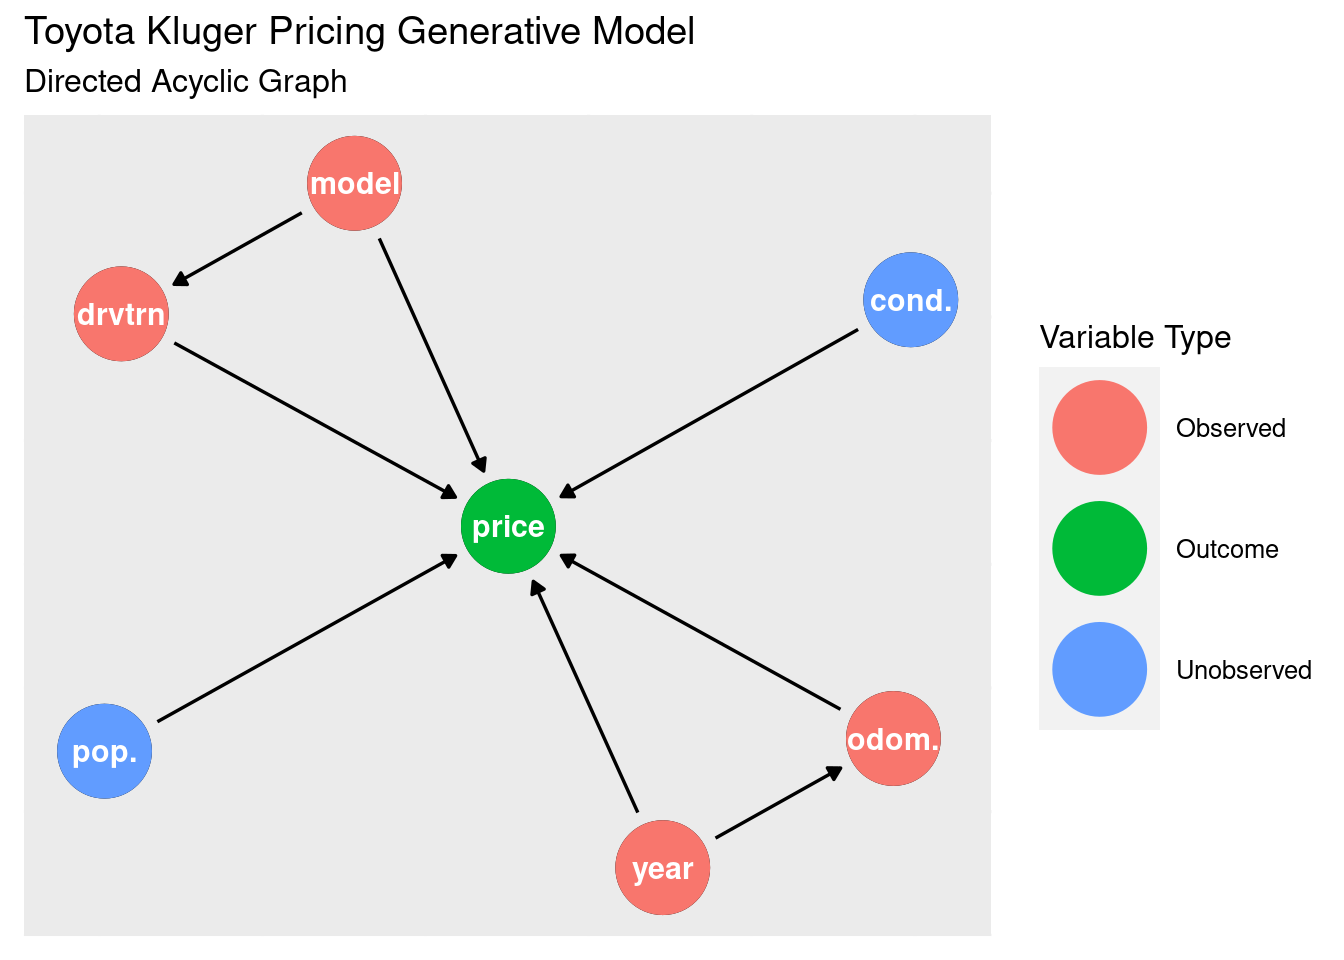 Toyota Kluger Pricing Generative Model
Directed Acyclic Graph
model
drvtrn
cond.
price
pop.
odom.
year
Variable Type
Observed
Outcome
Unobserved